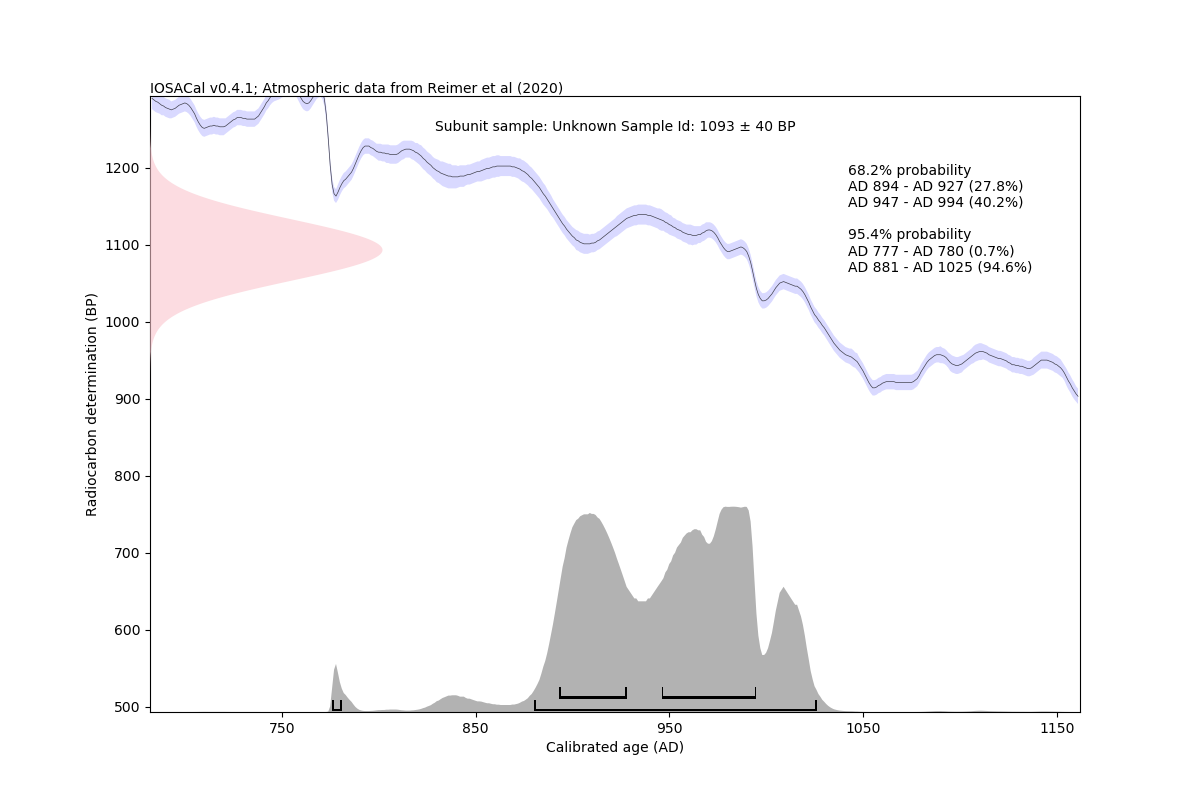 IOSACal v0.4.1; Atmospheric data from Reimer et al (2020)
Subunit sample: Unknown Sample Id: 1093 ± 40 BP
68.2% probability
AD 894 - AD 927 (27.8%)
AD 947 - AD 994 (40.2%)
95.4% probability
AD 777 - AD 780 (0.7%)
AD 881 - AD 1025 (94.6%)
Radiocarbon determination (BP)
1200
1100
1000
900
800
700
600
500
750
850
950
1050
1150
Calibrated age (AD)